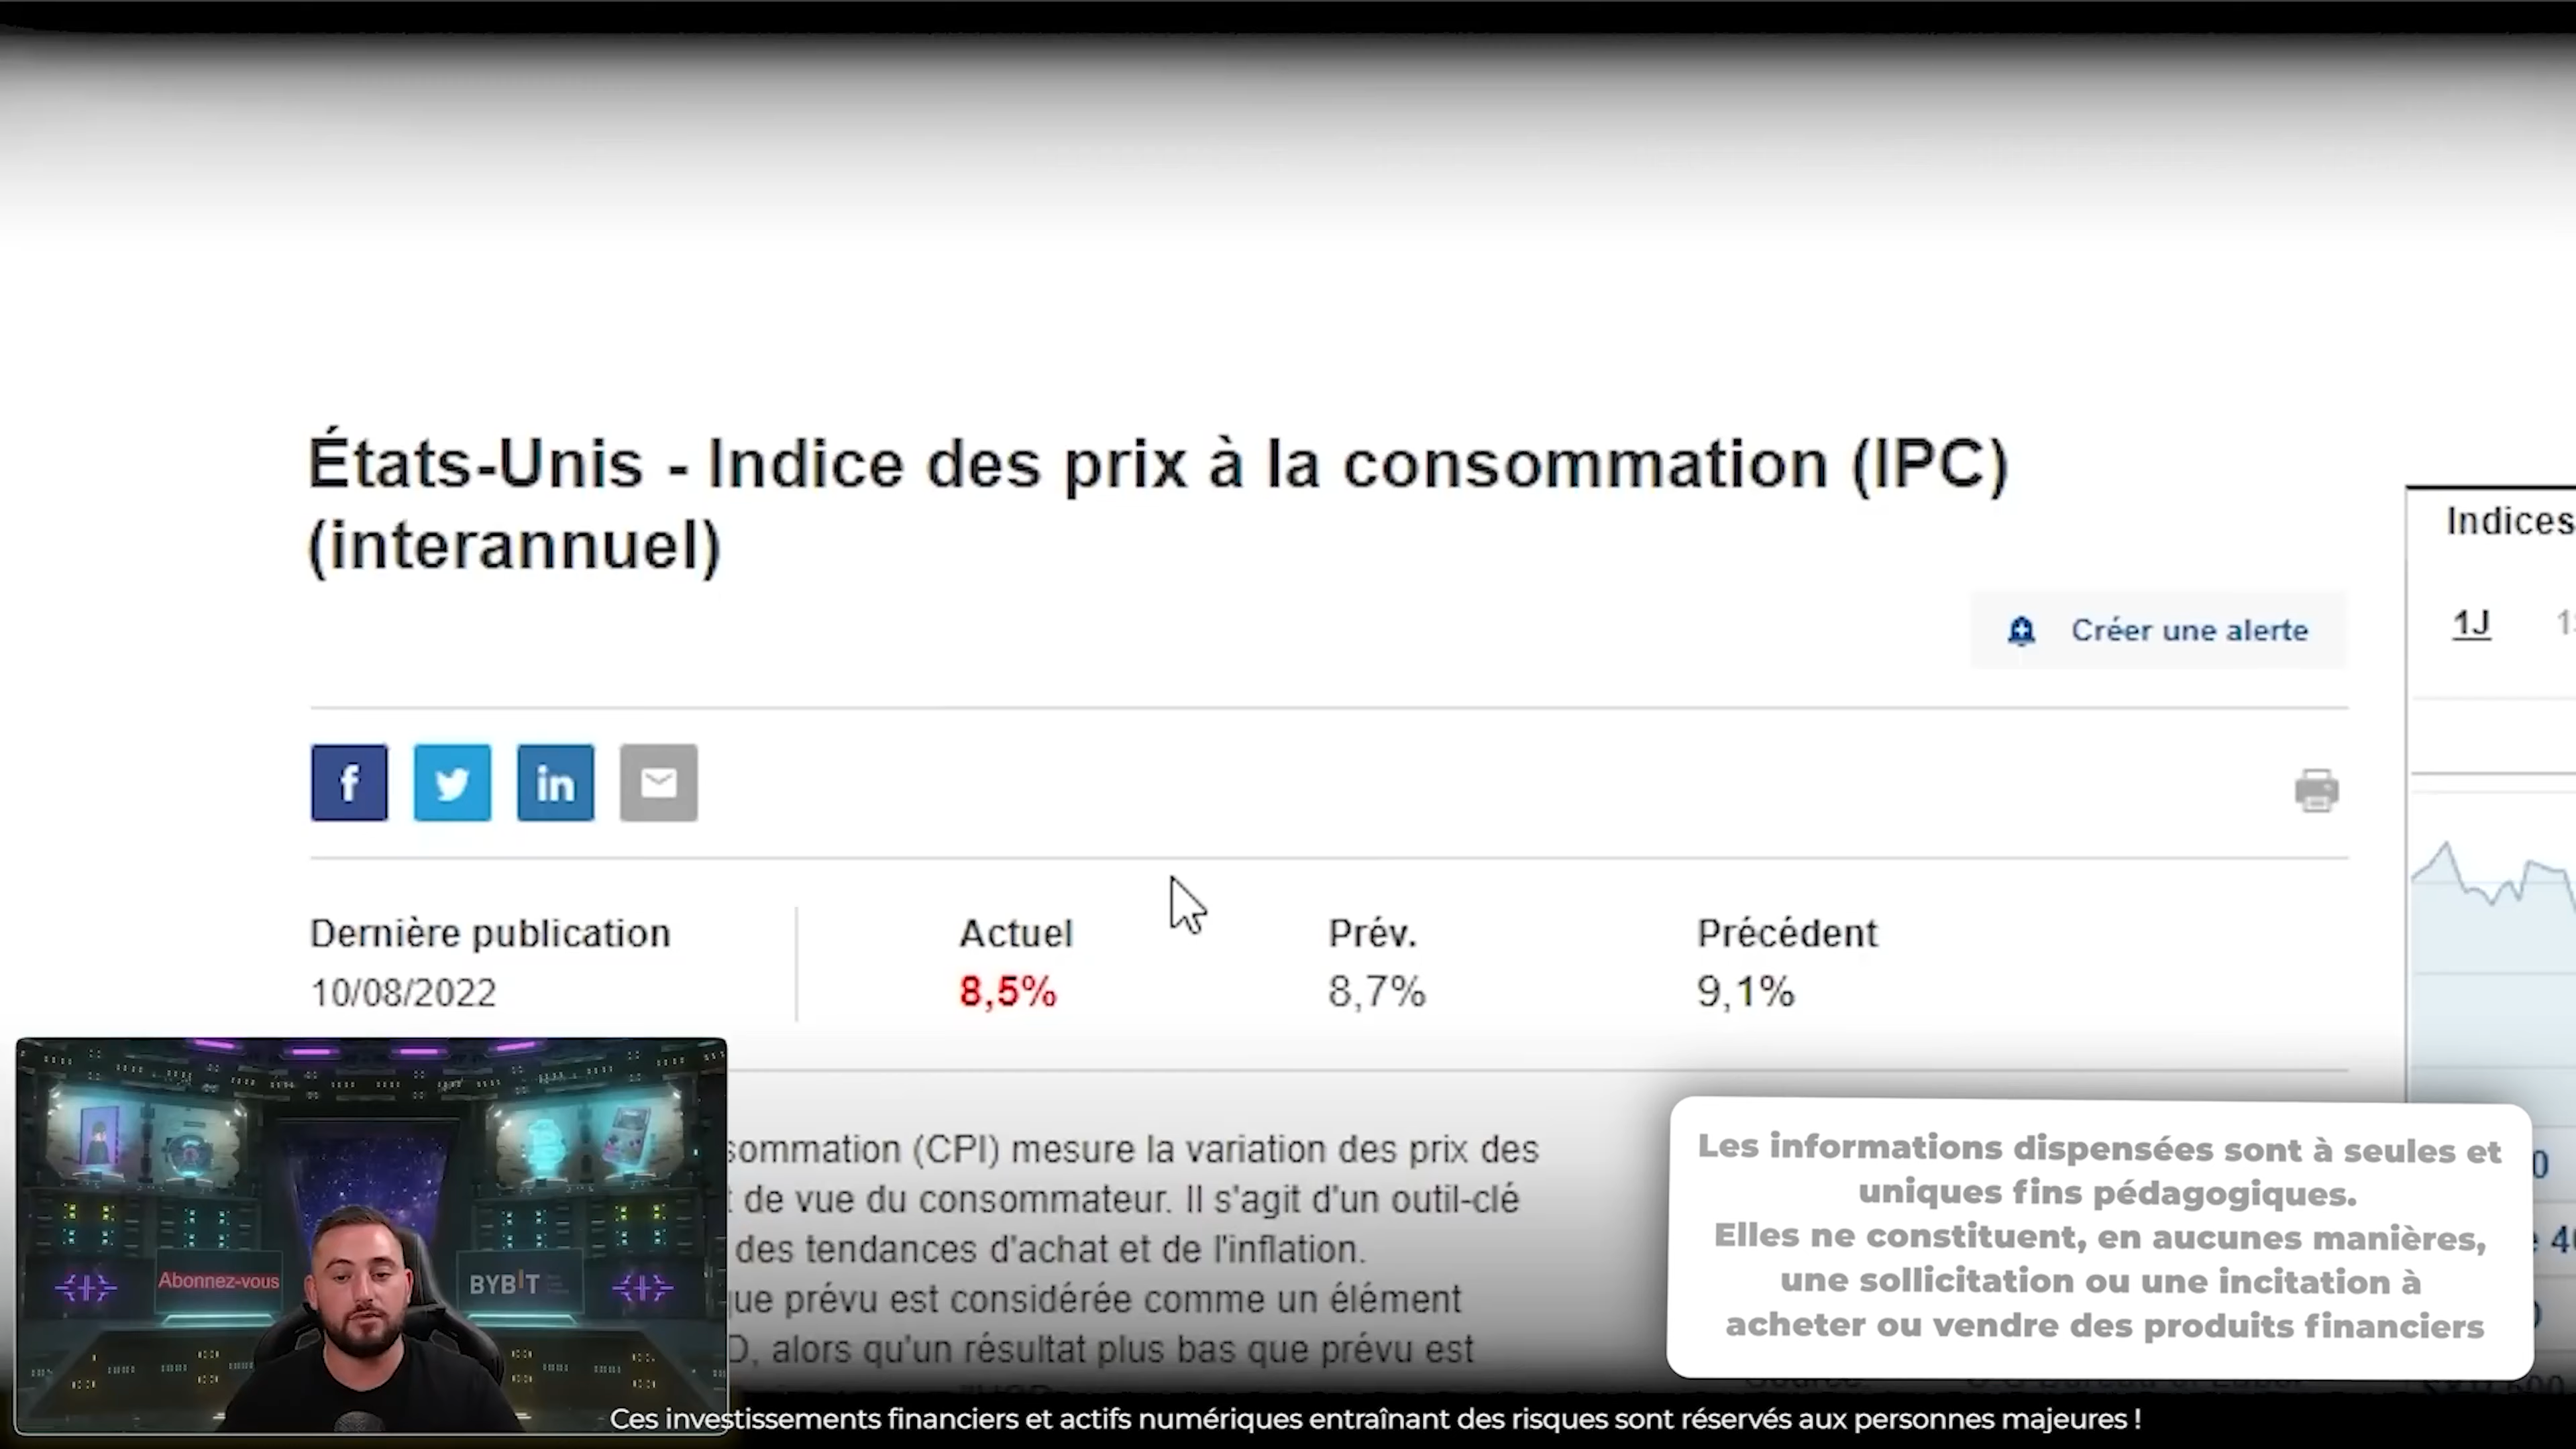 États-Unis - Indice des prix à la consommation (IPC)
(interannuel)
Créer une alerte
Indices
1J
Dernière publication
10/08/2022
Actuel
8,5%
Prév.
8,7%
Précédent
9,1%
sommation (CPI) mesure la variation des prix des
de vue du consommateur. Il s'agit d'un outil-clé
des tendances d'achat et de l'inflation.
que prévu est considérée comme un élément
D, alors qu'un résultat plus bas que prévu est
Abonnez-vous
BYBIT
Les informations dispensées sont à seules et
uniques fins pédagogiques.
Elles ne constituent, en aucunes manières,
une sollicitation ou une incitation à
acheter ou vendre des produits financiers
Ces investissements financiers et actifs numériques entraînant des risques sont réservés aux personnes majeures !